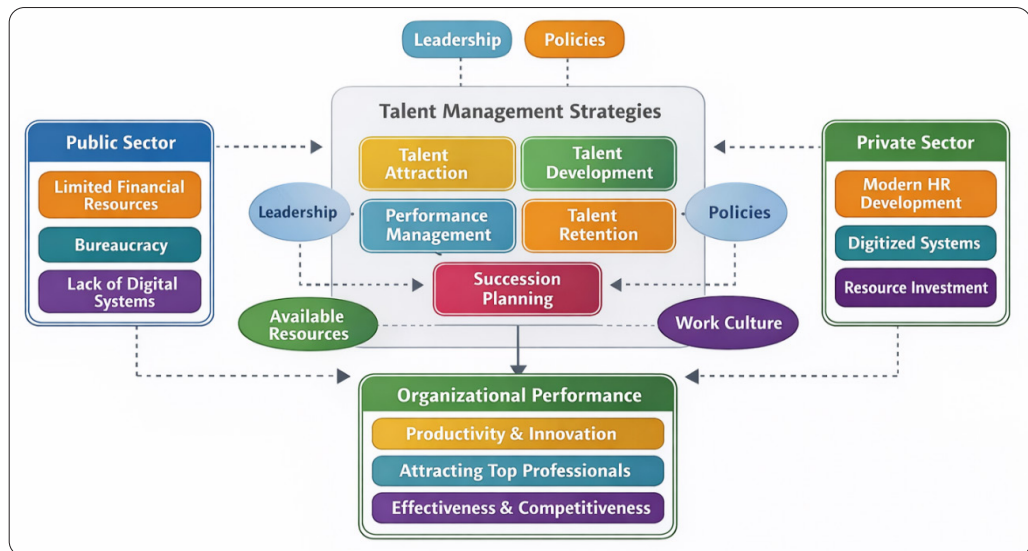 Leadership
Policies
Talent Management Strategies
Public Sector
Limited Financial
Resources
Bureaucracy
Lack of Digital
Systems
Talent
Attraction
Talent
Development
Leadership
Performance
Management
Talent
Retention
Policies
Succession
Planning
Available
Resources
Work Culture
Private Sector
Modern HR
Development
Digitized Systems
Resource Investment
Organizational Performance
Productivity & Innovation
Attracting Top Professionals
Effectiveness & Competitiveness